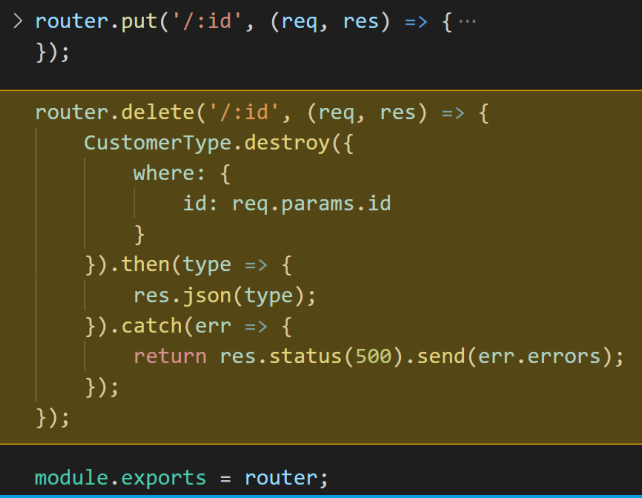 router.put('/:id', (req, res) => {···
});
router.delete('/:id', (req, res) => {
    CustomerType.destroy({
        where: {
            id: req.params.id
        }
    }).then(type => {
        res.json(type);
    }).catch(err => {
        return res.status(500).send(err.errors);
    });
});
module.exports = router;